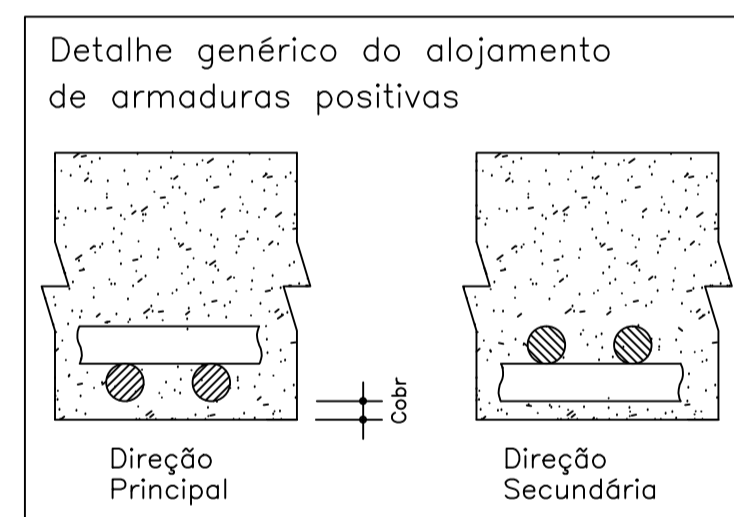 Detalhe genérico do alojamento
de armaduras positivas
Cobr
Direção
Principal
Direção
Secundária